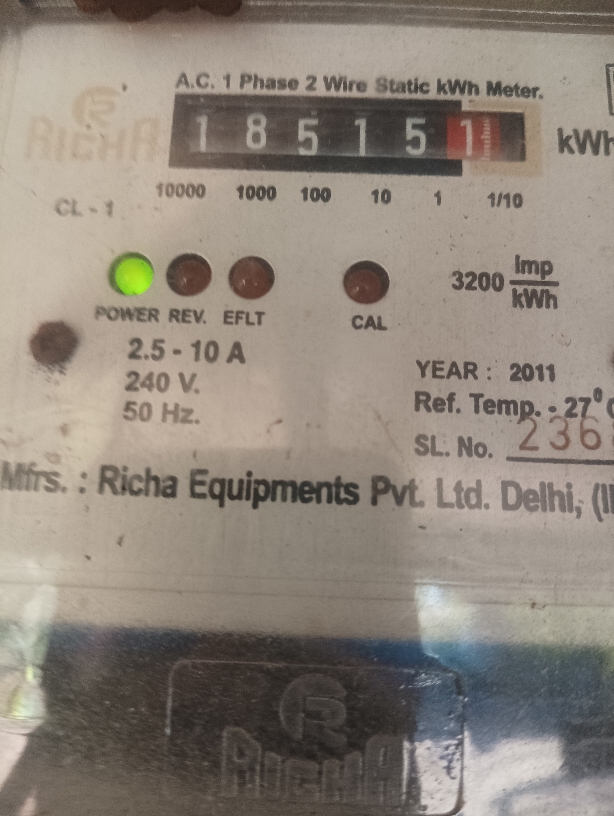 A.C. 1 Phase 2 Wire Static kWh Meter.
RICHA
1 8 5 1 5 1 kWh
10000 1000 100 10 1 1/10
CL - 1
3200 Imp
kWh
POWER REV. EFLT CAL
2.5 - 10 A
240 V.
50 Hz.
YEAR : 2011
Ref. Temp. - 27°C
SL. No. 236
Mfrs. : Richa Equipments Pvt. Ltd. Delhi,
RICHA